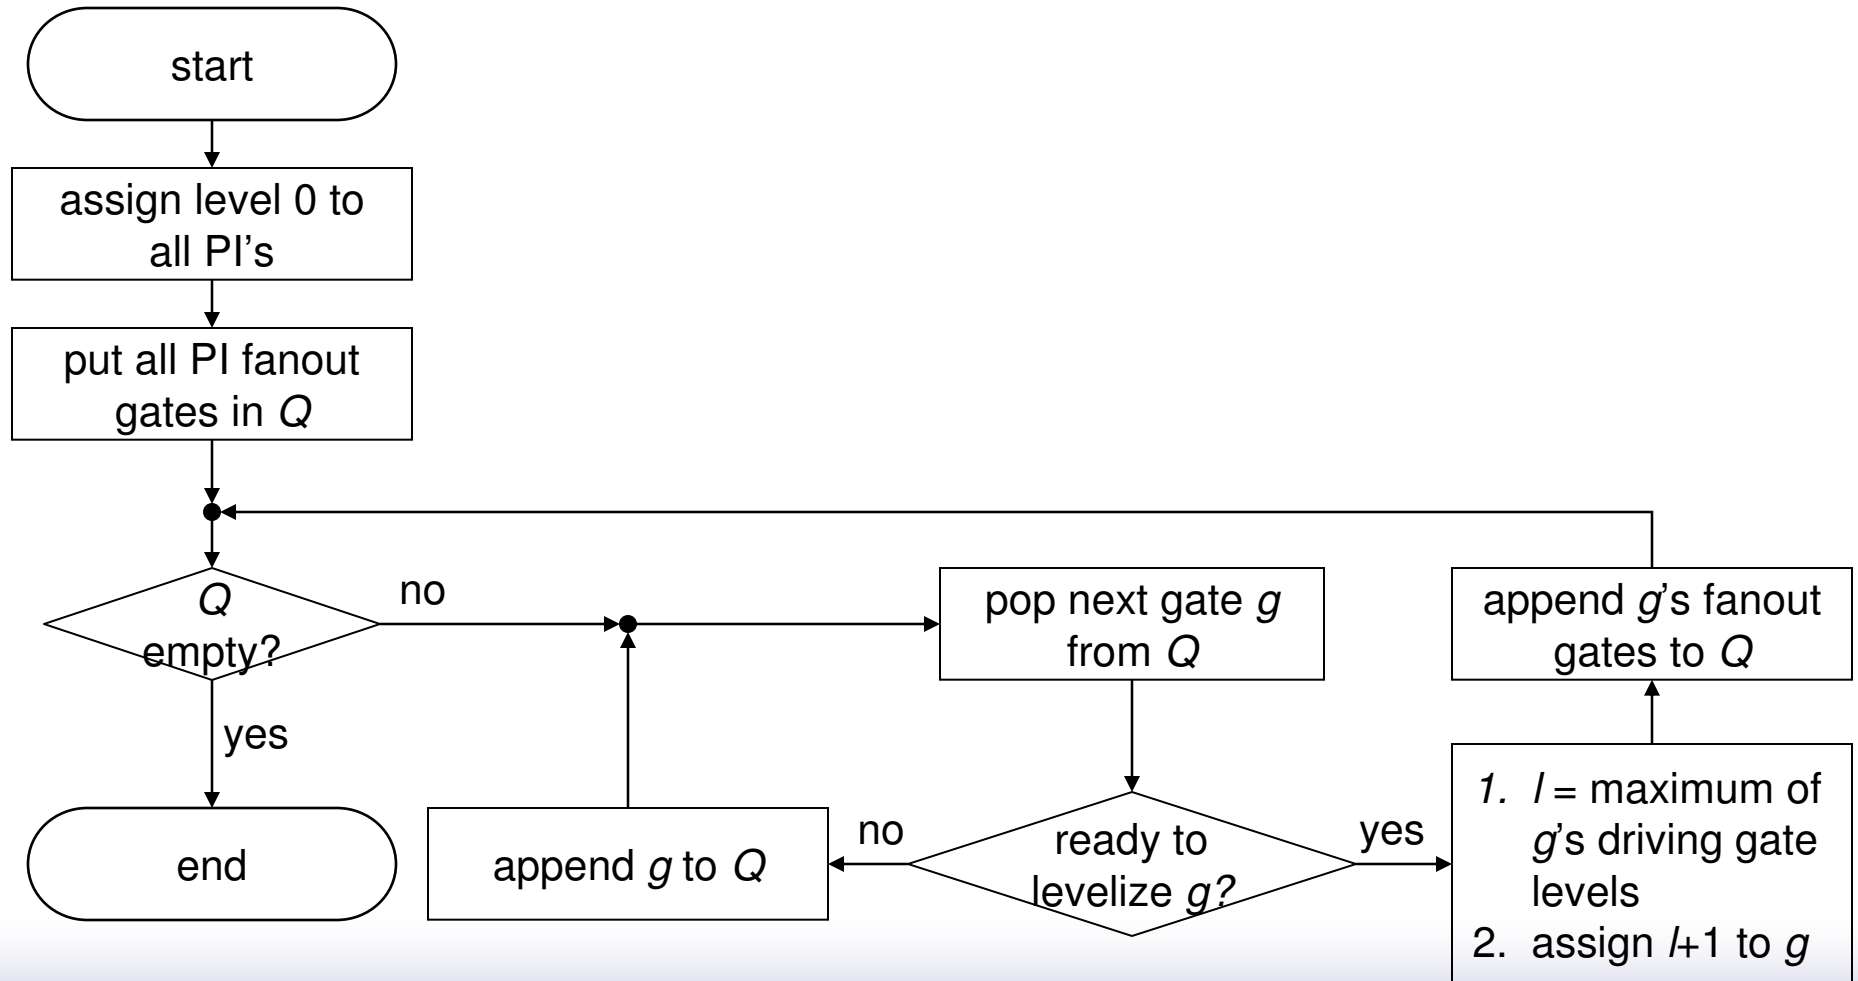 start
assign level 0 to
all PI's
put all PI fanout
gates in Q
Q
empty?
no
yes
end
pop next gate g
from Q
ready to
levelize g?
no
append g to Q
yes
1. l = maximum of
g's driving gate
levels
2. assign l+1 to g
append g's fanout
gates to Q